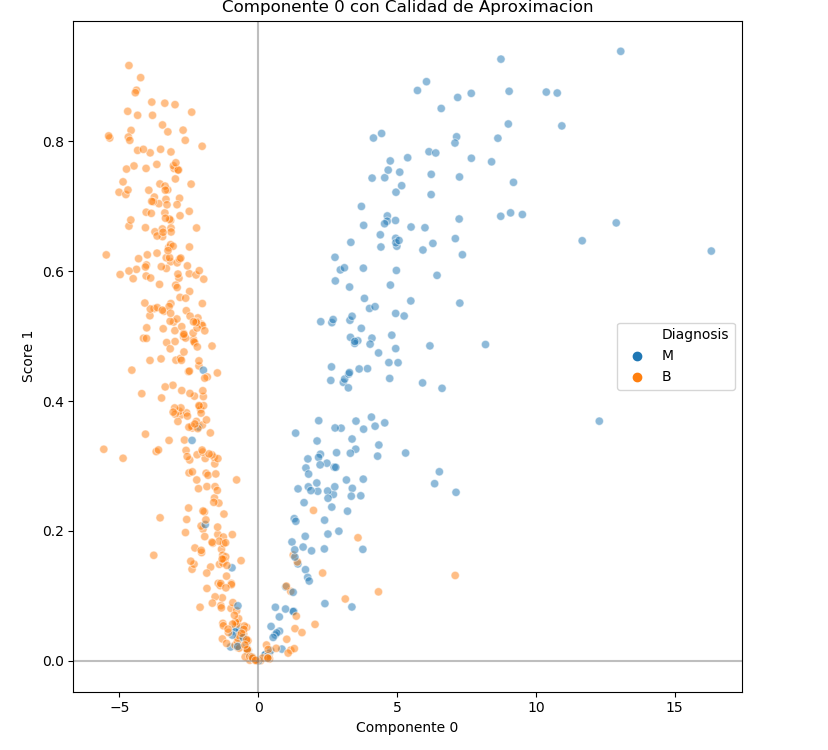 Componente 0 con Calidad de Aproximacion
Score 1
0.8
0.6
0.4
0.2
0.0
Diagnosis
M
B
−5
0
5
10
15
Componente 0